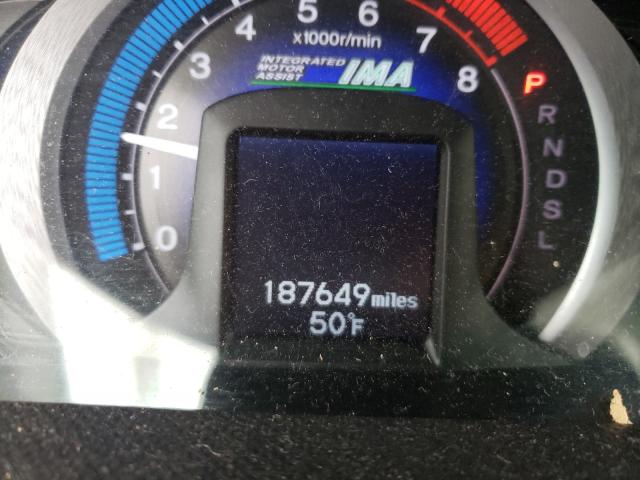 0
1
2
3
4
5
6
7
8
x1000r/min
INTEGRATED
MOTOR
ASSIST
IMA
P
R
N
D
S
L
187649 miles
50°F